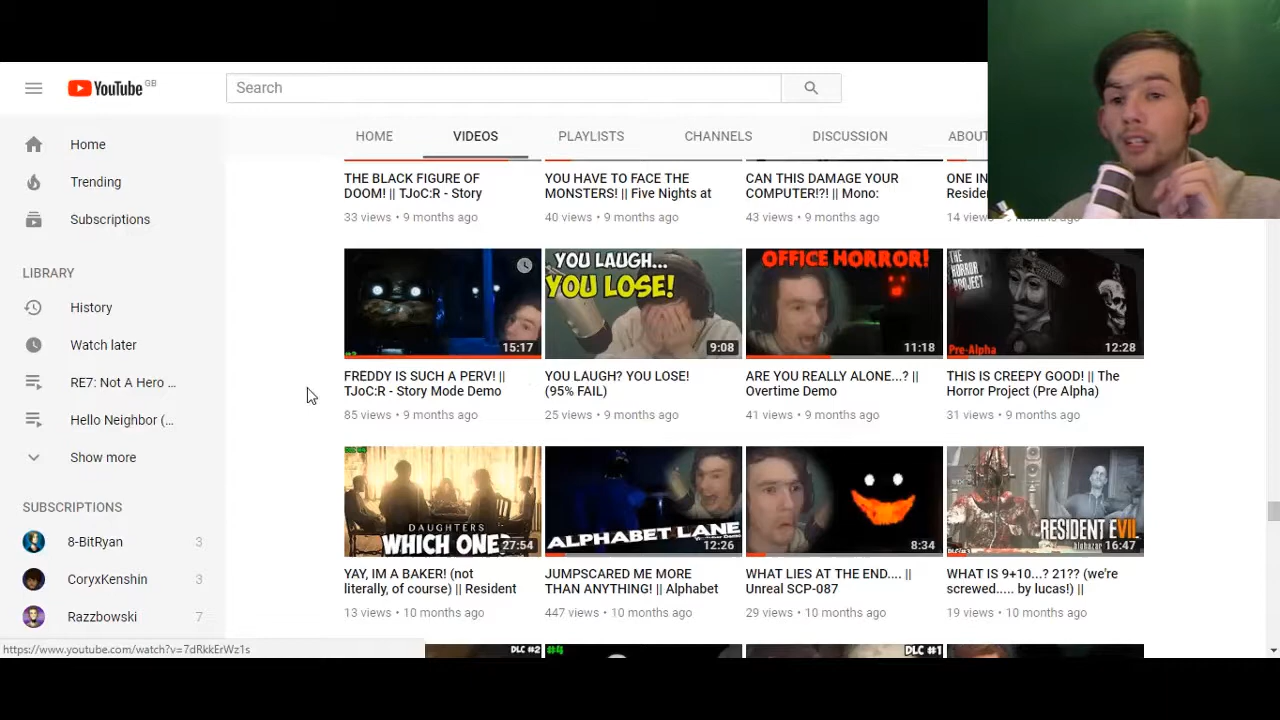 YouTube GB
Search
HOME VIDEOS PLAYLISTS CHANNELS DISCUSSION ABOUT
Home
Trending
Subscriptions
LIBRARY
History
Watch later
RE7: Not A Hero ...
Hello Neighbor (...
Show more
SUBSCRIPTIONS
8-BitRyan 3
CoryxKenshin 3
Razzbowski 7
THE BLACK FIGURE OF
DOOM! || TJoC:R - Story
33 views • 9 months ago
YOU HAVE TO FACE THE
MONSTERS! || Five Nights at
40 views • 9 months ago
CAN THIS DAMAGE YOUR
COMPUTER!?! || Mono:
43 views • 9 months ago
ONE IN
Reside
14 views • 9 months ago
15:17
FREDDY IS SUCH A PERV! ||
TJoC:R - Story Mode Demo
85 views • 9 months ago
YOU LAUGH...
YOU LOSE!
9:08
YOU LAUGH? YOU LOSE!
(95% FAIL)
25 views • 9 months ago
OFFICE HORROR!
11:18
ARE YOU REALLY ALONE...? ||
Overtime Demo
41 views • 9 months ago
THE
HORROR
PROJECT
Pre-Alpha
12:28
THIS IS CREEPY GOOD! || The
Horror Project (Pre Alpha)
31 views • 9 months ago
DAUGHTERS
WHICH ONE?
27:54
YAY, IM A BAKER! (not
literally, of course) || Resident
13 views • 10 months ago
ALPHABET LANE
12:26
JUMPSCARED ME MORE
THAN ANYTHING! || Alphabet
447 views • 10 months ago
8:34
WHAT LIES AT THE END.... ||
Unreal SCP-087
29 views • 10 months ago
RESIDENT EVIL
biohazard
16:47
DLC#3
WHAT IS 9+10...? 21?? (we're
screwed..... by lucas!) ||
19 views • 10 months ago
DLC #2
DLC #1
https://www.youtube.com/watch?v=7dRkkErWz1s